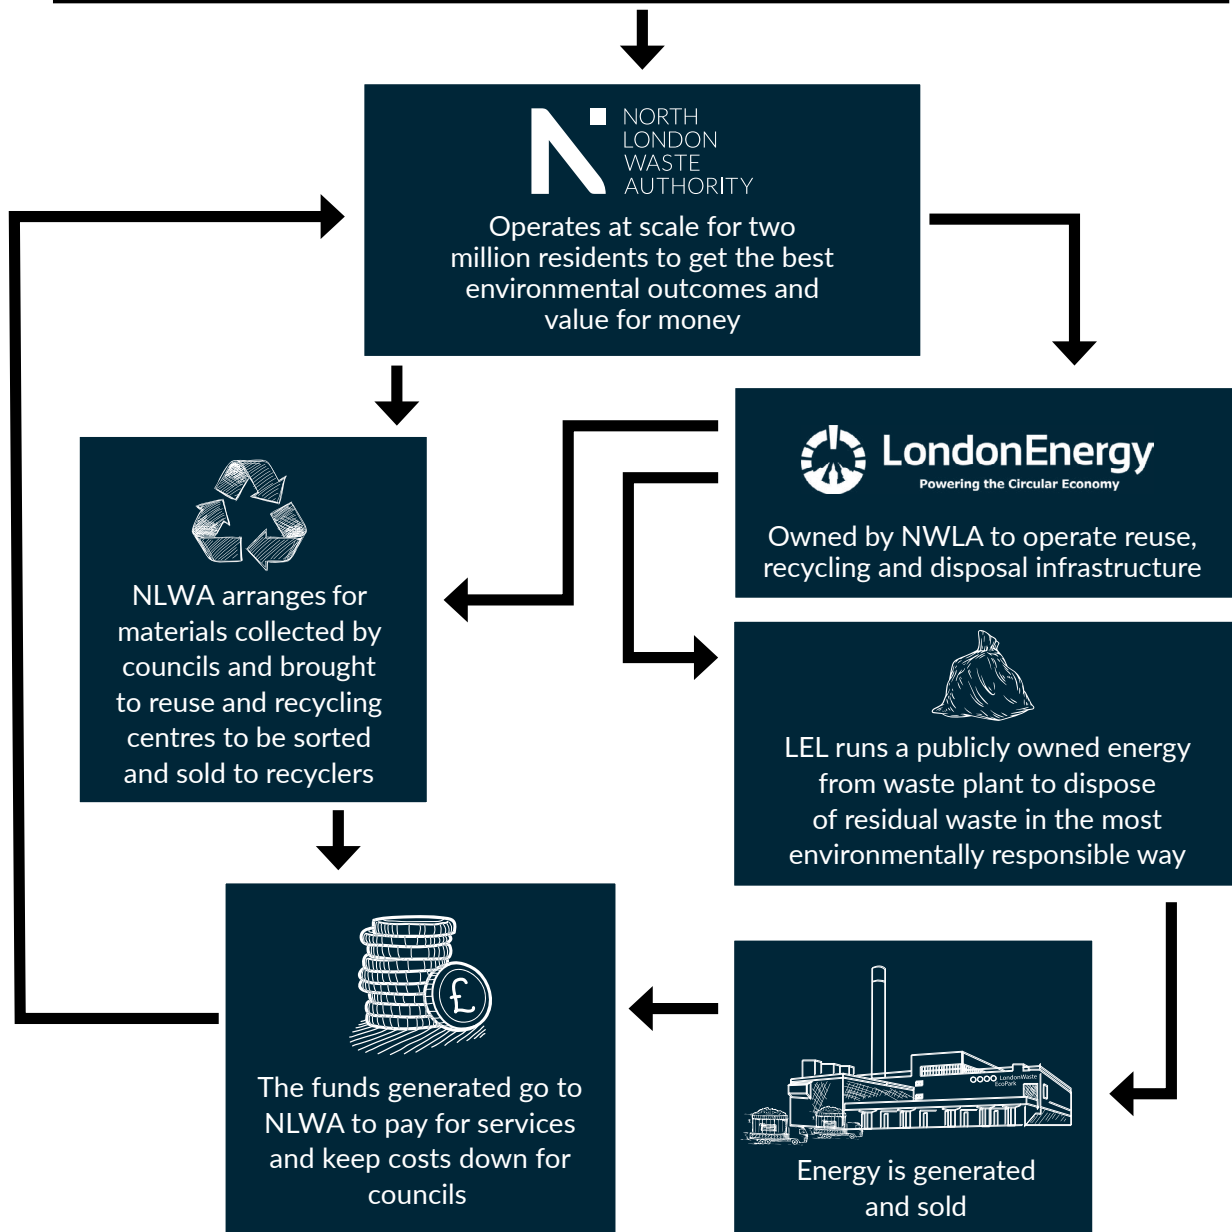 NORTH
LONDON
WASTE
AUTHORITY
Operates at scale for two
million residents to get the best
environmental outcomes and
value for money
LondonEnergy
Powering the Circular Economy
Owned by NWLA to operate reuse,
recycling and disposal infrastructure
NLWA arranges for
materials collected by
councils and brought
to reuse and recycling
centres to be sorted
and sold to recyclers
LEL runs a publicly owned energy
from waste plant to dispose
of residual waste in the most
environmentally responsible way
£
The funds generated go to
NLWA to pay for services
and keep costs down for
councils
LondonWaste
EcoPark
Energy is generated
and sold